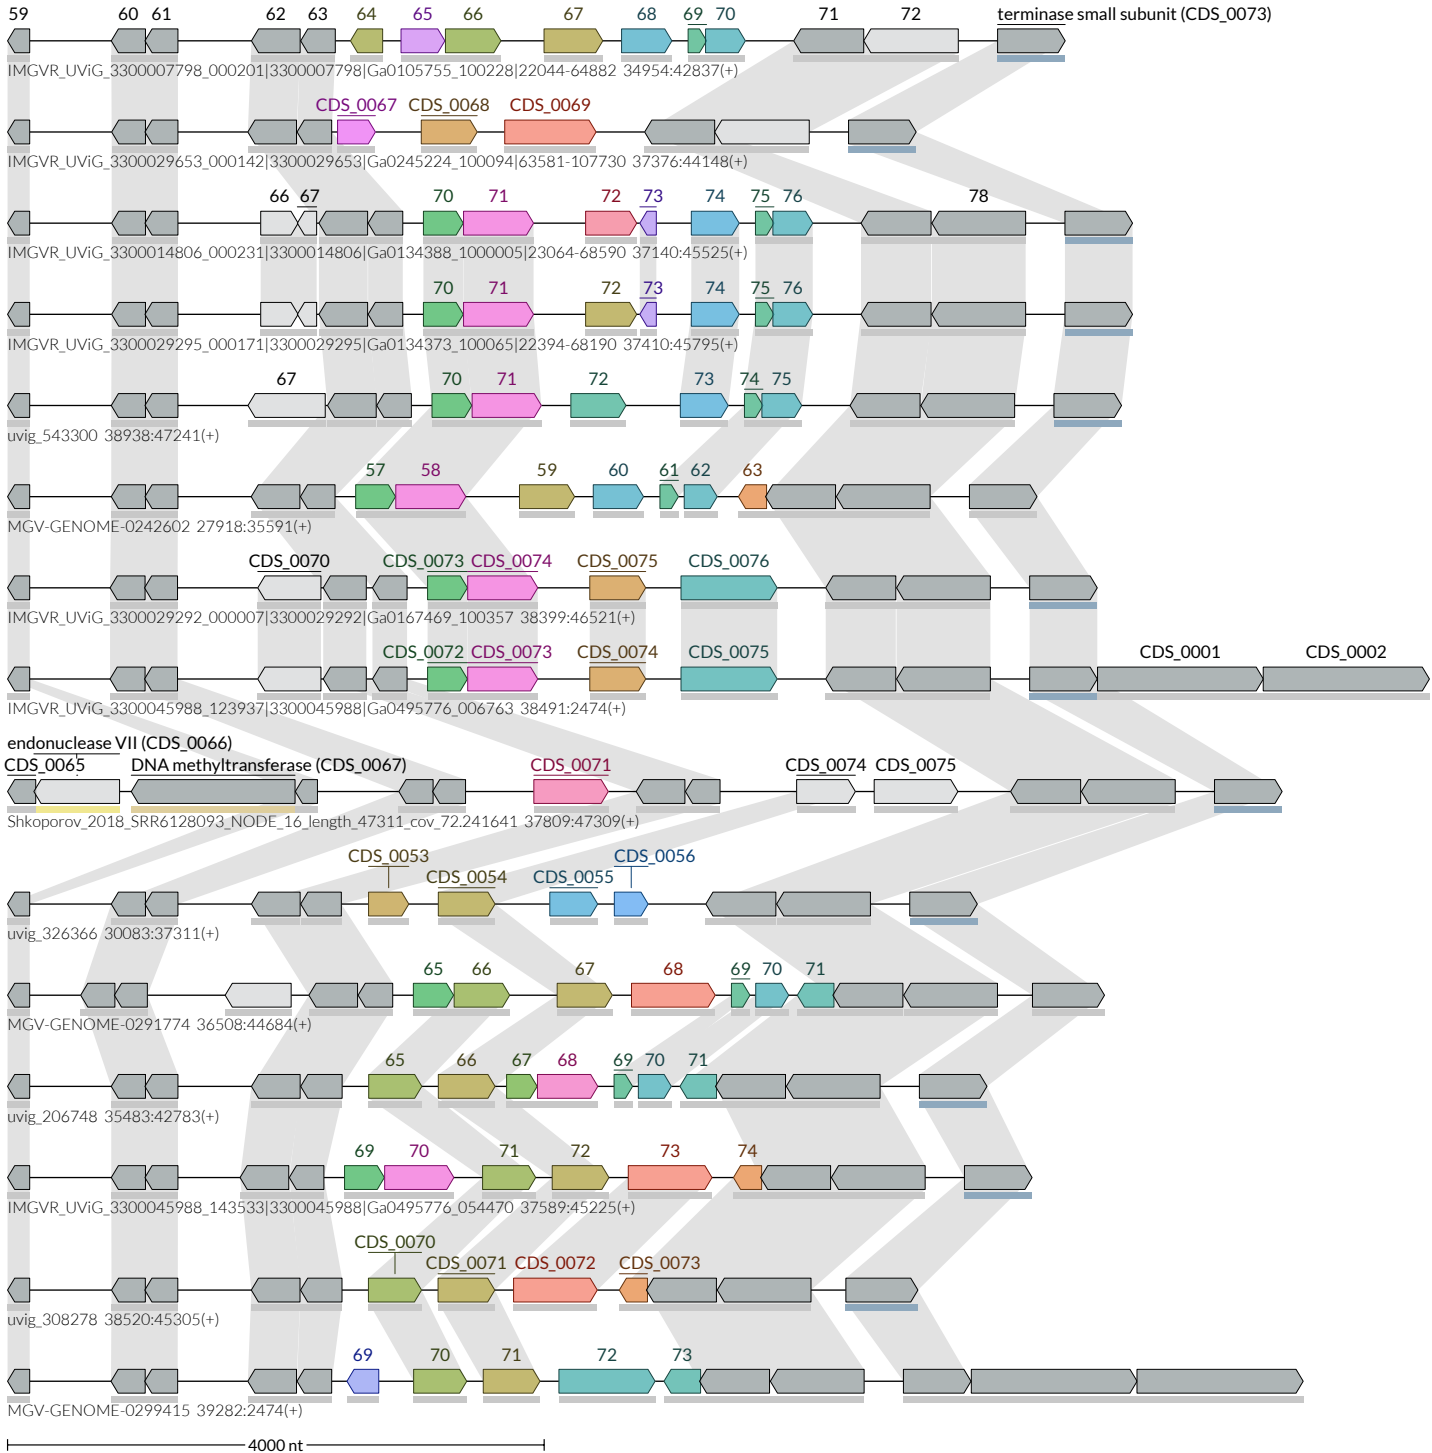 59 60 61 62 63 64 65 66 67 68 69 70 71 72 terminase small subunit (CDS_0073)
IMGVR_UViG_3300007798_000201|3300007798|Ga0105755_100228|22044-64882 34954:42837(+)
CDS_0067 CDS_0068 CDS_0069
IMGVR_UViG_3300029653_000142|3300029653|Ga0245224_100094|63581-107730 37376:44148(+)
66 67 70 71 72 73 74 75 76 78
IMGVR_UViG_3300014806_000231|3300014806|Ga0134388_1000005|23064-68590 37140:45525(+)
70 71 72 73 74 75 76
IMGVR_UViG_3300029295_000171|3300029295|Ga0134373_100065|22394-68190 37410:45795(+)
67 70 71 72 73 74 75
uvig_543300 38938:47241(+)
57 58 59 60 61 62 63
MGV-GENOME-0242602 27918:35591(+)
CDS_0070 CDS_0073 CDS_0074 CDS_0075 CDS_0076
IMGVR_UViG_3300029292_000007|3300029292|Ga0167469_100357 38399:46521(+)
CDS_0072 CDS_0073 CDS_0074 CDS_0075 CDS_0001 CDS_0002
IMGVR_UViG_3300045988_123937|3300045988|Ga0495776_006763 38491:2474(+)
endonuclease VII (CDS_0066)
CDS_0065 DNA methyltransferase (CDS_0067) CDS_0071 CDS_0074 CDS_0075
Shkoporov_2018_SRR6128093_NODE_16_length_47311_cov_72.241641 37809:47309(+)
CDS_0053 CDS_0056
CDS_0054 CDS_0055
uvig_326366 30083:37311(+)
65 66 67 68 69 70 71
MGV-GENOME-0291774 36508:44684(+)
65 66 67 68 69 70 71
uvig_206748 35483:42783(+)
69 70 71 72 73 74
IMGVR_UViG_3300045988_143533|3300045988|Ga0495776_054470 37589:45225(+)
CDS_0070
CDS_0071 CDS_0072 CDS_0073
uvig_308278 38520:45305(+)
69 70 71 72 73
MGV-GENOME-0299415 39282:2474(+)
4000 nt